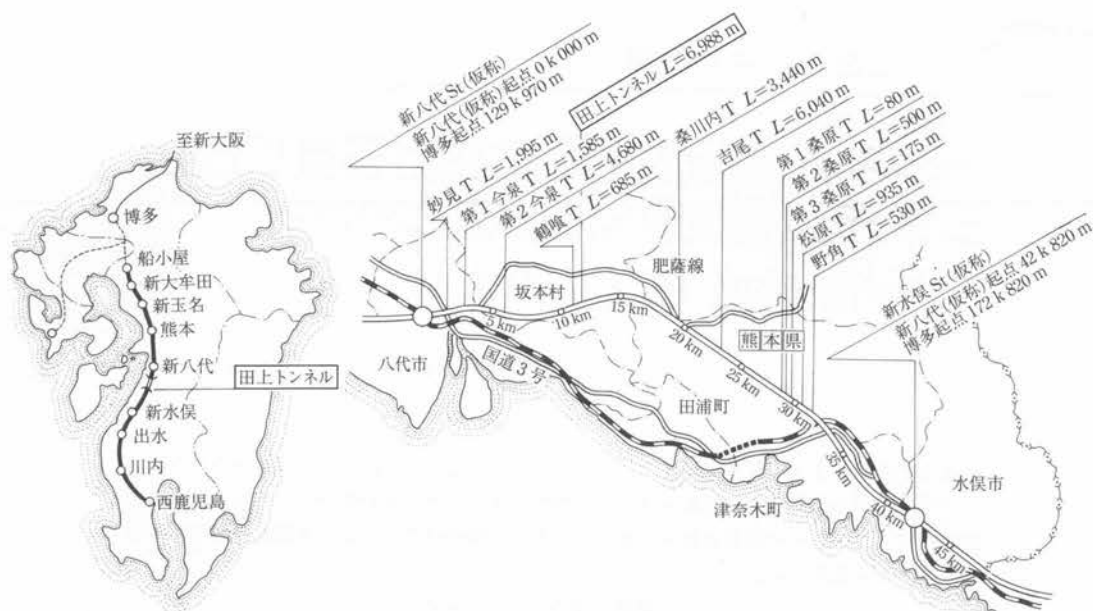 至新大阪
博多
船小屋
新大牟田
新玉名
熊本
新八代
田上トンネル
新水俣
出水
川内
西鹿児島
新八代 St (仮称)
新八代(仮称)起点 0 k 000 m
博多起点 129 k 970 m
妙見 T L=1,995 m
第1今泉 T L=1,585 m
第2今泉 T L=4,680 m
鶴喰 T L=685 m
田上トンネル L=6,988 m
桑川内 T L=3,440 m
吉尾 T L=6,040 m
第1桑原 T L=80 m
第2桑原 T L=500 m
第3桑原 T L=175 m
松原 T L=935 m
野角 T L=530 m
新水俣 St (仮称)
新八代(仮称)起点 42 k 820 m
博多起点 172 k 820 m
肥薩線
坂本村
5 km
10 km
15 km
20 km
25 km
30 km
35 km
40 km
45 km
熊本県
八代市
国道3号
田浦町
津奈木町
水俣市